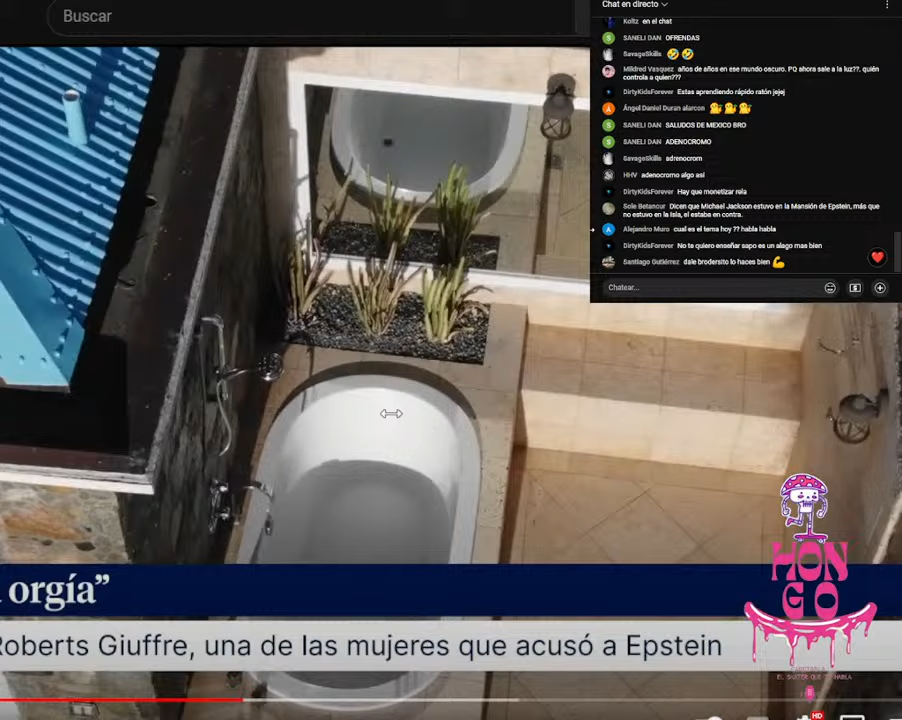 Buscar
Chat en directo
Koltz en el chat
SANELI DAN OFRENDAS
SavageSkills 🤣🤣
Mildred Vasquez años de años en ese mundo oscuro. PQ ahora sale a la luz??. quién
controla a quien???
DirtyKidsForever Estas aprendiendo rápido ratón jejej
Ángel Daniel Duran alarcon
SANELI DAN SALUDOS DE MEXICO BRO
SANELI DAN ADENOCROMO
SavageSkills adrenocrom
HHV adenocromo algo asi
DirtyKidsForever Hay que monetizar rela
Sole Betancur Dicen que Michael Jackson estuvo en la Mansión de Epstein, más que
no estuvo en la Isla, el estaba en contra.
Alejandro Muro cual es el tema hoy ?? habla habla
DirtyKidsForever No te quiero enseñar sapo es un alago mas bien
Santiago Gutiérrez dale brodersito lo haces bien 💪
Chatear...
orgía”
Roberts Giuffre, una de las mujeres que acusó a Epstein
HON
GO
HD